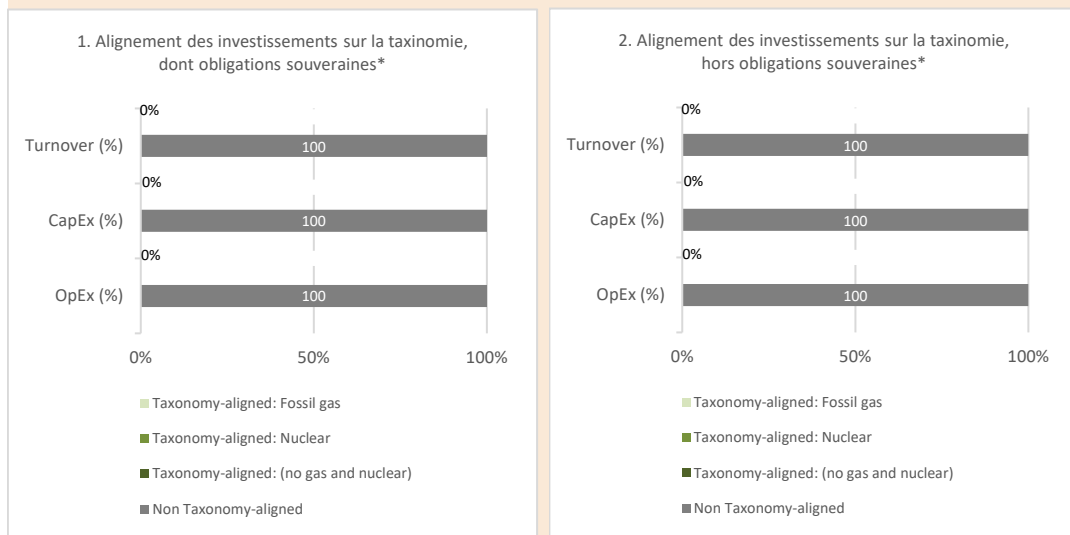 1. Alignement des investissements sur la taxinomie,
dont obligations souveraines*
0%
Turnover (%)
100
0%
CapEx (%)
100
0%
OpEx (%)
100
0%
50%
100%
Taxonomy-aligned: Fossil gas
Taxonomy-aligned: Nuclear
Taxonomy-aligned: (no gas and nuclear)
Non Taxonomy-aligned
2. Alignement des investissements sur la taxinomie,
hors obligations souveraines*
0%
Turnover (%)
100
0%
CapEx (%)
100
0%
OpEx (%)
100
0%
50%
100%
Taxonomy-aligned: Fossil gas
Taxonomy-aligned: Nuclear
Taxonomy-aligned: (no gas and nuclear)
Non Taxonomy-aligned